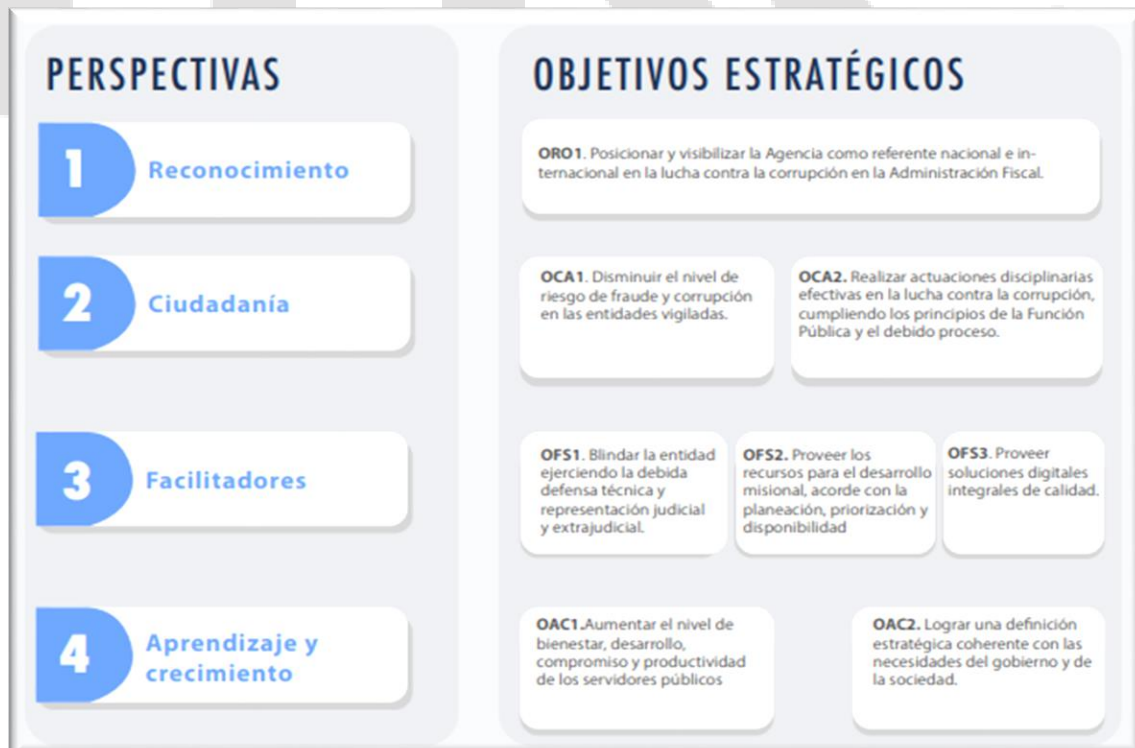 PERSPECTIVAS
OBJETIVOS ESTRATÉGICOS
1
Reconocimiento
ORO1. Posicionar y visibilizar la Agencia como referente nacional e in-
ternacional en la lucha contra la corrupción en la Administración Fiscal.
2
Ciudadanía
OCA1. Disminuir el nivel de
riesgo de fraude y corrupción
en las entidades vigiladas.
OCA2. Realizar actuaciones disciplinarias
efectivas en la lucha contra la corrupción,
cumpliendo los principios de la Función
Pública y el debido proceso.
3
Facilitadores
OFS1. Blindar la entidad
ejerciendo la debida
defensa técnica y
representación judicial
y extrajudicial.
OFS2. Proveer los
recursos para el desarrollo
misional, acorde con la
planeación, priorización y
disponibilidad
OFS3. Proveer
soluciones digitales
integrales de calidad.
4
Aprendizaje y
crecimiento
OAC1.Aumentar el nivel de
bienestar, desarrollo,
compromiso y productividad
de los servidores públicos
OAC2. Lograr una definición
estratégica coherente con las
necesidades del gobierno y de
la sociedad.